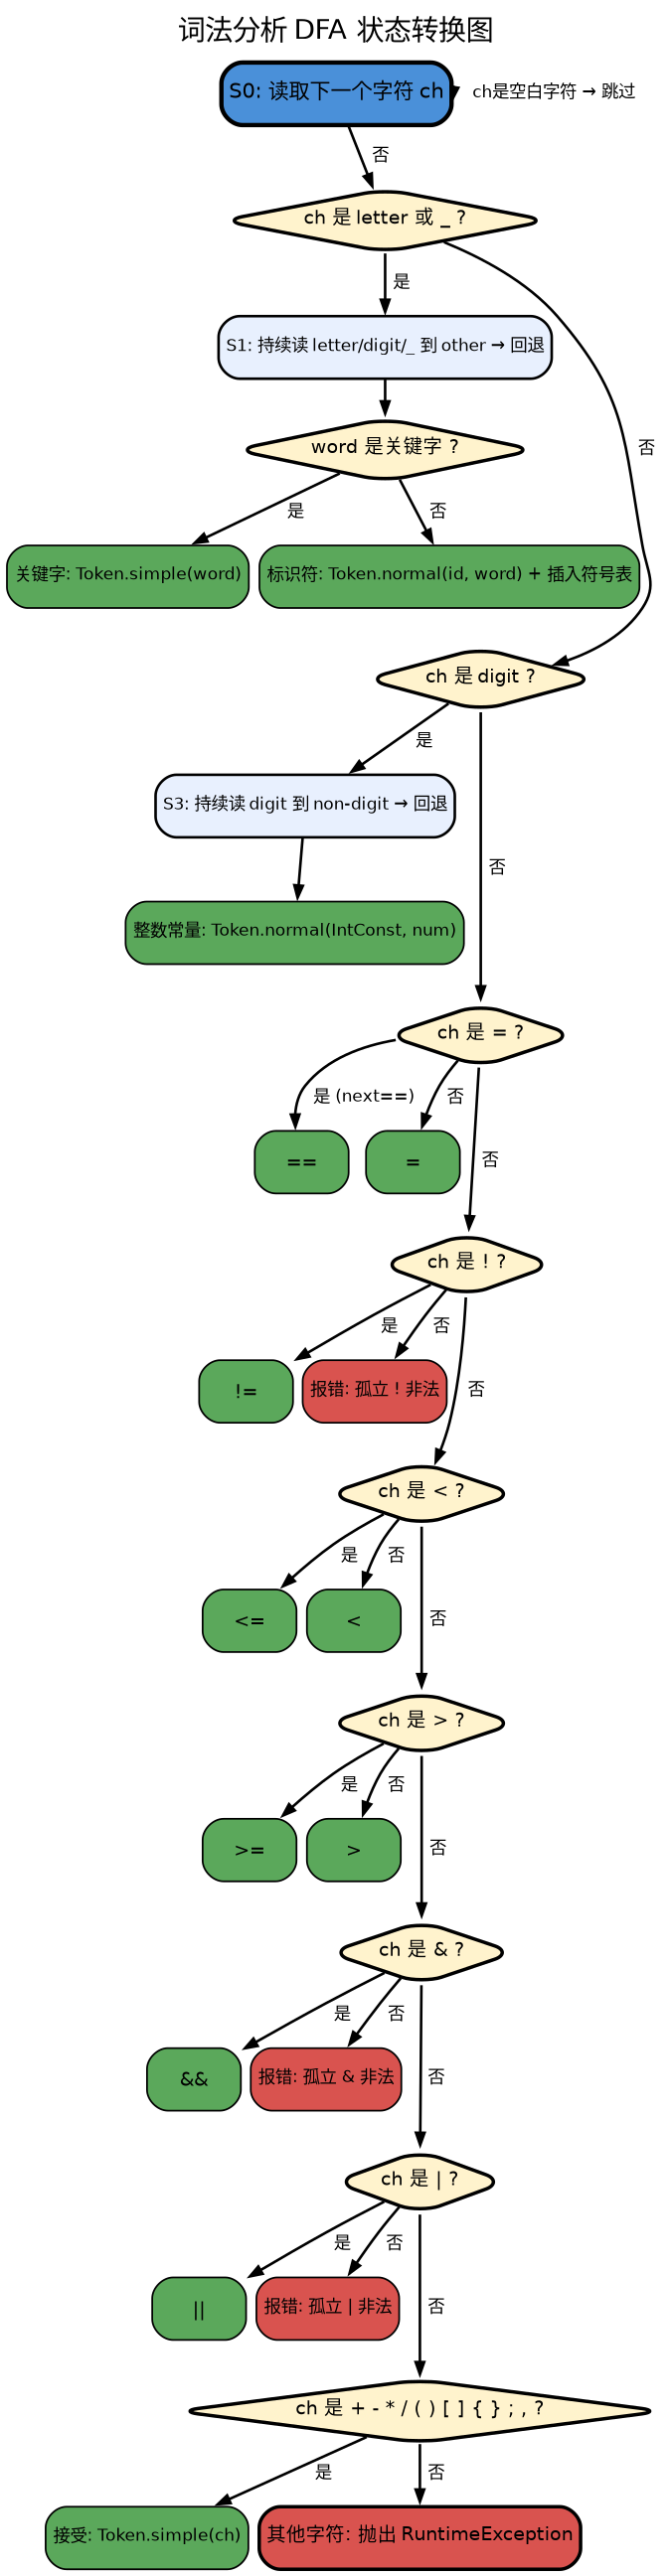 词法分析 DFA 状态转换图
S0: 读取下一个字符 ch
ch是空白字符 → 跳过
否
ch 是 letter 或 _ ?
是
S1: 持续读 letter/digit/_ 到 other → 回退
否
word 是关键字 ?
是
否
关键字: Token.simple(word)
标识符: Token.normal(id, word) + 插入符号表
ch 是 digit ?
是
S3: 持续读 digit 到 non-digit → 回退
否
整数常量: Token.normal(IntConst, num)
ch 是 = ?
是 (next==)
否
==
=
否
ch 是 ! ?
是
否
!=
报错: 孤立 ! 非法
否
ch 是 < ?
是
否
<=
<
否
ch 是 > ?
是
否
>=
>
否
ch 是 & ?
是
否
&&
报错: 孤立 & 非法
否
ch 是 | ?
是
否
||
报错: 孤立 | 非法
否
ch 是 + - * / ( ) [ ] { } ; , ?
是
否
接受: Token.simple(ch)
其他字符: 抛出 RuntimeException